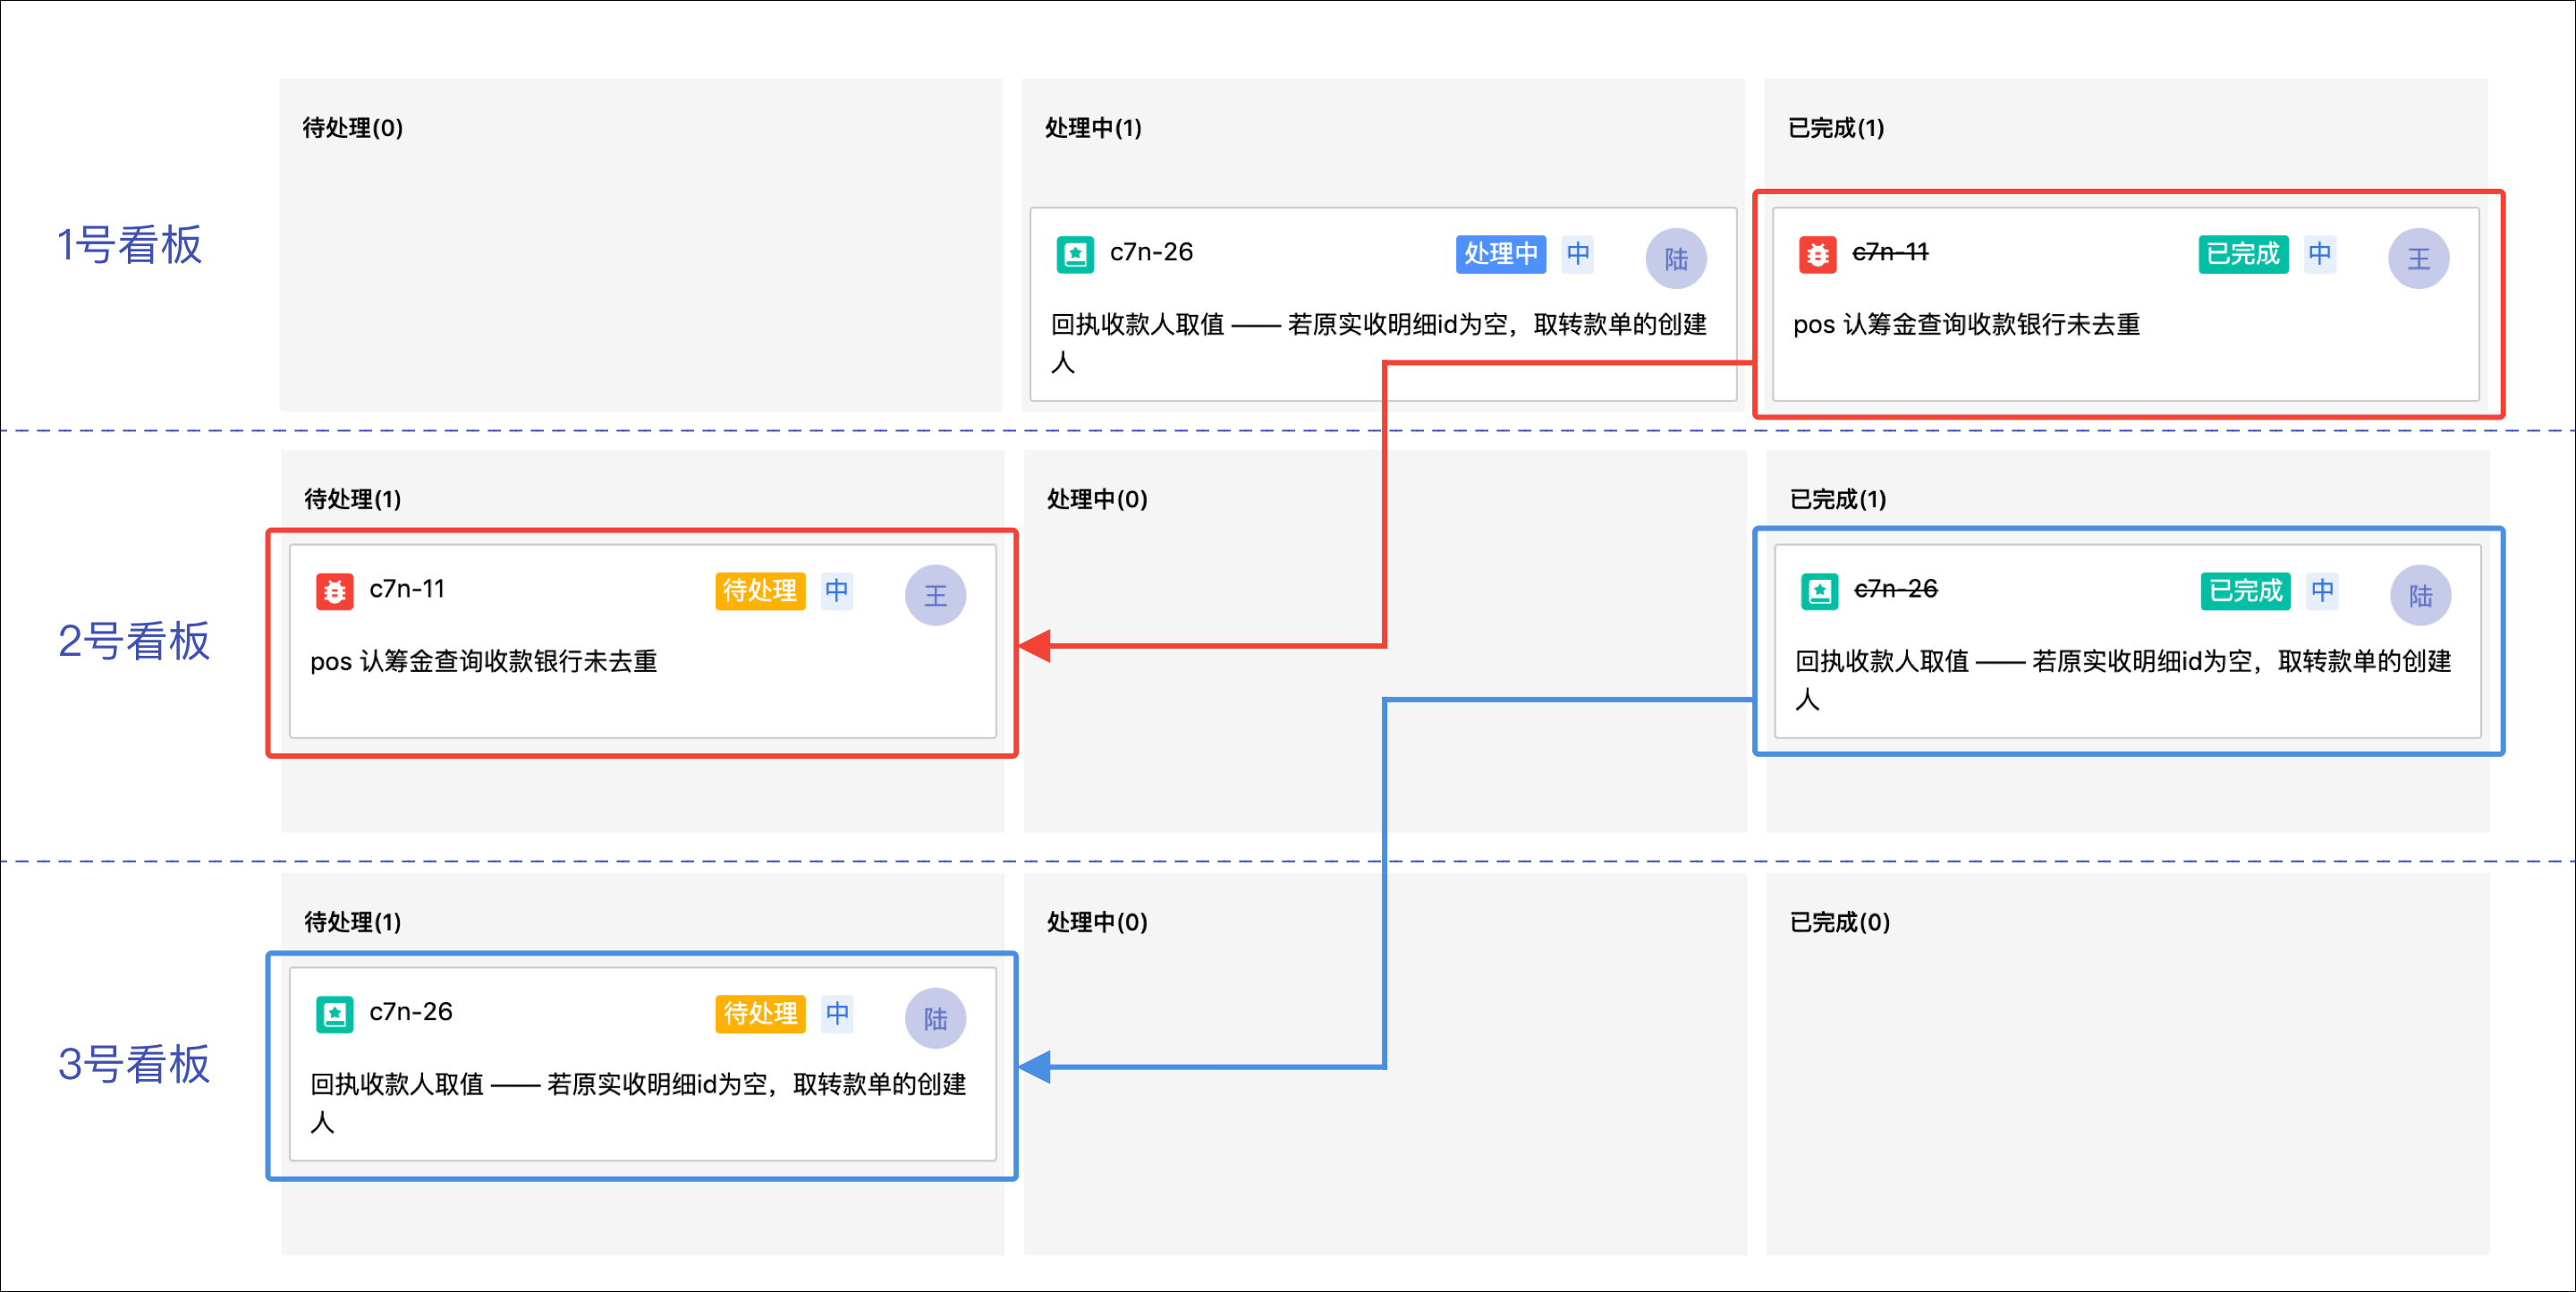 1号看板
待处理(0)
处理中(1)
c7n-26
处理中
中
陆
回执收款人取值 —— 若原实收明细id为空，取转款单的创建
人
已完成(1)
c7n-11
已完成
中
王
pos 认筹金查询收款银行未去重
2号看板
待处理(1)
c7n-11
待处理
中
王
pos 认筹金查询收款银行未去重
处理中(0)
已完成(1)
c7n-26
已完成
中
陆
回执收款人取值 —— 若原实收明细id为空，取转款单的创建
人
3号看板
待处理(1)
c7n-26
待处理
中
陆
回执收款人取值 —— 若原实收明细id为空，取转款单的创建
人
处理中(0)
已完成(0)